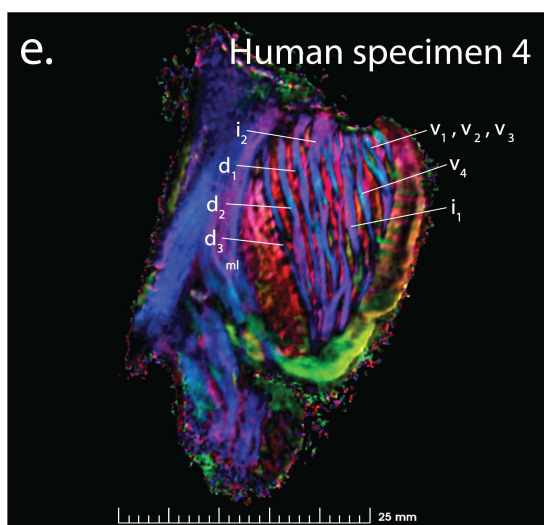 e. Human specimen 4
i2
v1 , v2 , v3
d1
v4
d2
i1
d3
ml
25 mm